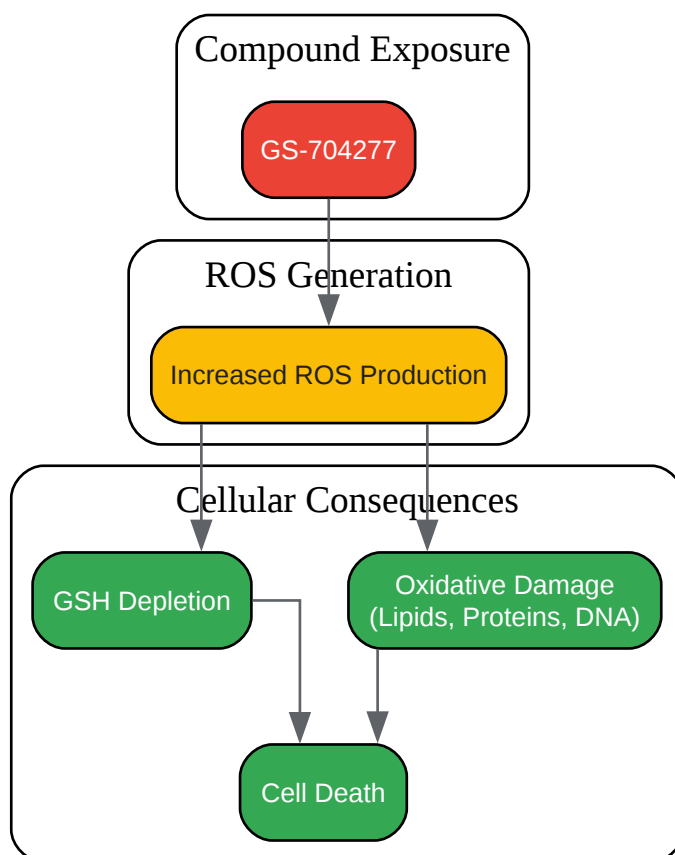 Compound Exposure
GS-704277
ROS Generation
Increased ROS Production
Cellular Consequences
GSH Depletion
Oxidative Damage
(Lipids, Proteins, DNA)
Cell Death